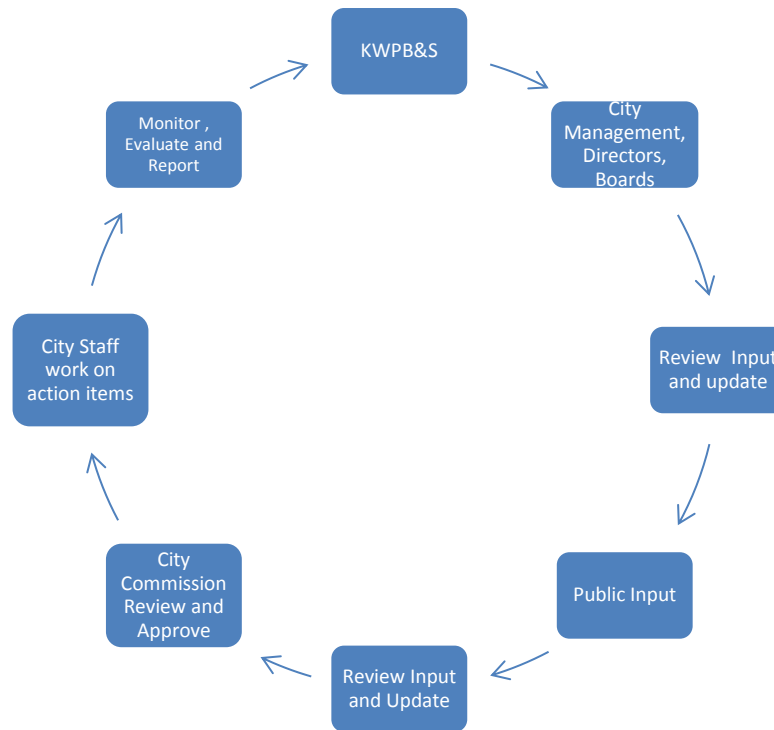 KWPB&S
City
Management,
Directors,
Boards
Review  Input
and update
Public Input
Review Input
and Update
City
Commission
Review and
Approve
City Staff
work on
action items
Monitor ,
Evaluate and
Report